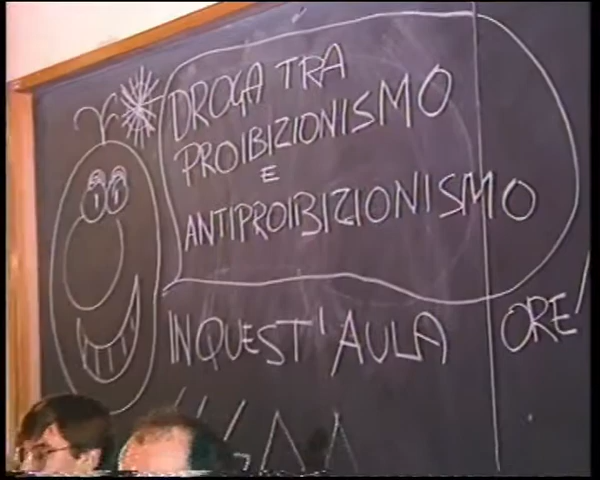 DROGA TRA
PROIBIZIONISMO
E
ANTIPROIBIZIONISMO
IN QUEST'AULA ORE